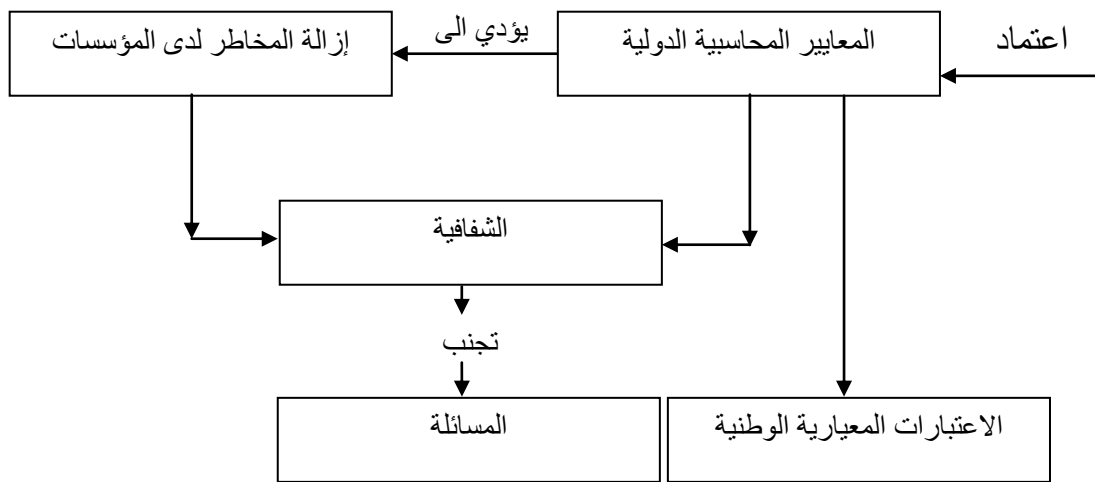 اعتماد
المعايير المحاسبية الدولية
يؤدي الى
إزالة المخاطر لدى المؤسسات
الشفافية
تجنب
الاعتبارات المعيارية الوطنية
المسائلة